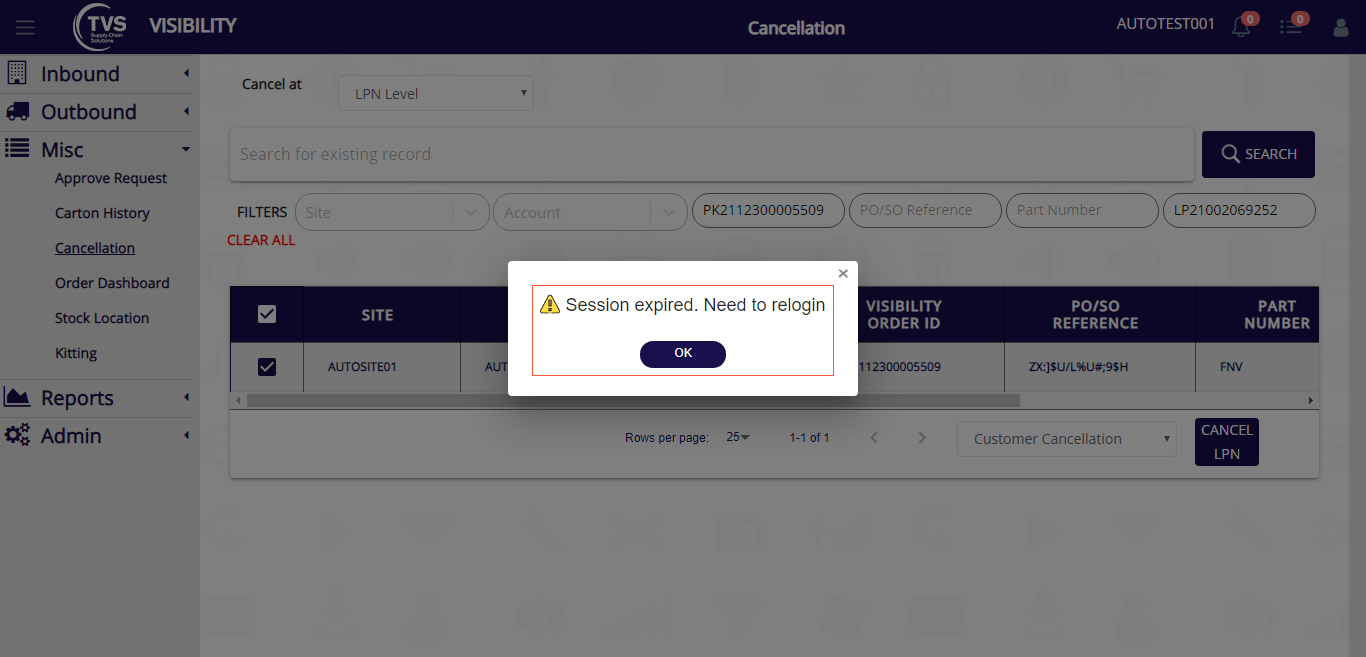 TVS
Supply Chain
Solutions
VISIBILITY
Cancellation
AUTOTEST001
0
0
Inbound
Outbound
Misc
Approve Request
Carton History
Cancellation
Order Dashboard
Stock Location
Kitting
Reports
Admin
Cancel at
LPN Level
Search for existing record
SEARCH
FILTERS
Site
Account
PK2112300005509
PO/SO Reference
Part Number
LP21002069252
CLEAR ALL
Session expired. Need to relogin
OK
SITE
VISIBILITY
ORDER ID
PO/SO
REFERENCE
PART
NUMBER
AUTOSITE01
AUT
112300005509
ZX:]$U/L%U#;9$H
FNV
Rows per page:
25
1-1 of 1
Customer Cancellation
CANCEL
LPN